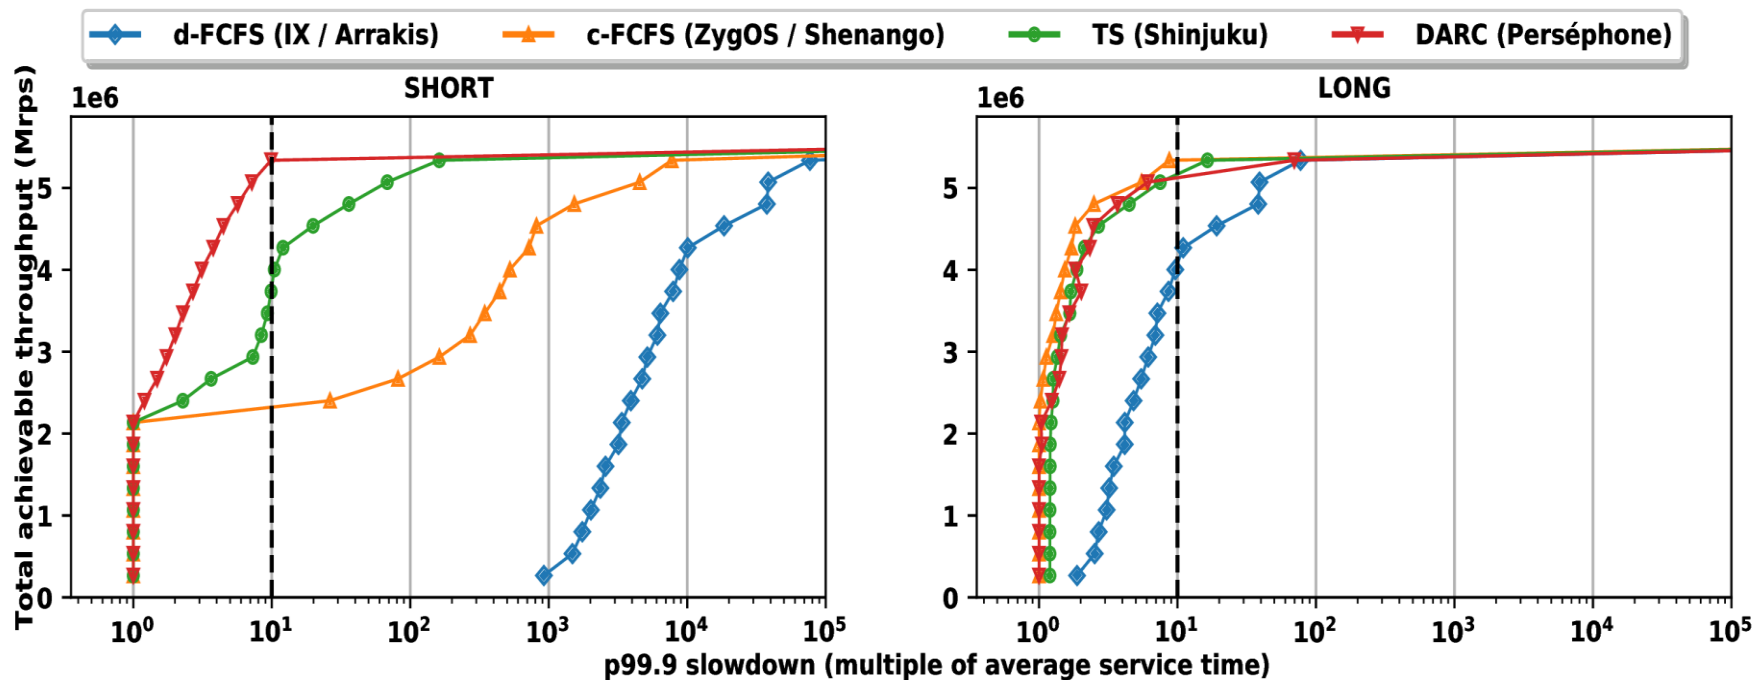 d-FCFS (IX / Arrakis) c-FCFS (ZygOS / Shenango) TS (Shinjuku) DARC (Perséphone)
SHORT
LONG
1e6
1e6
Total achievable throughput (Mrps)
5
4
3
2
1
0
5
4
3
2
1
0
10^0 10^1 10^2 10^3 10^4 10^5
10^0 10^1 10^2 10^3 10^4 10^5
p99.9 slowdown (multiple of average service time)